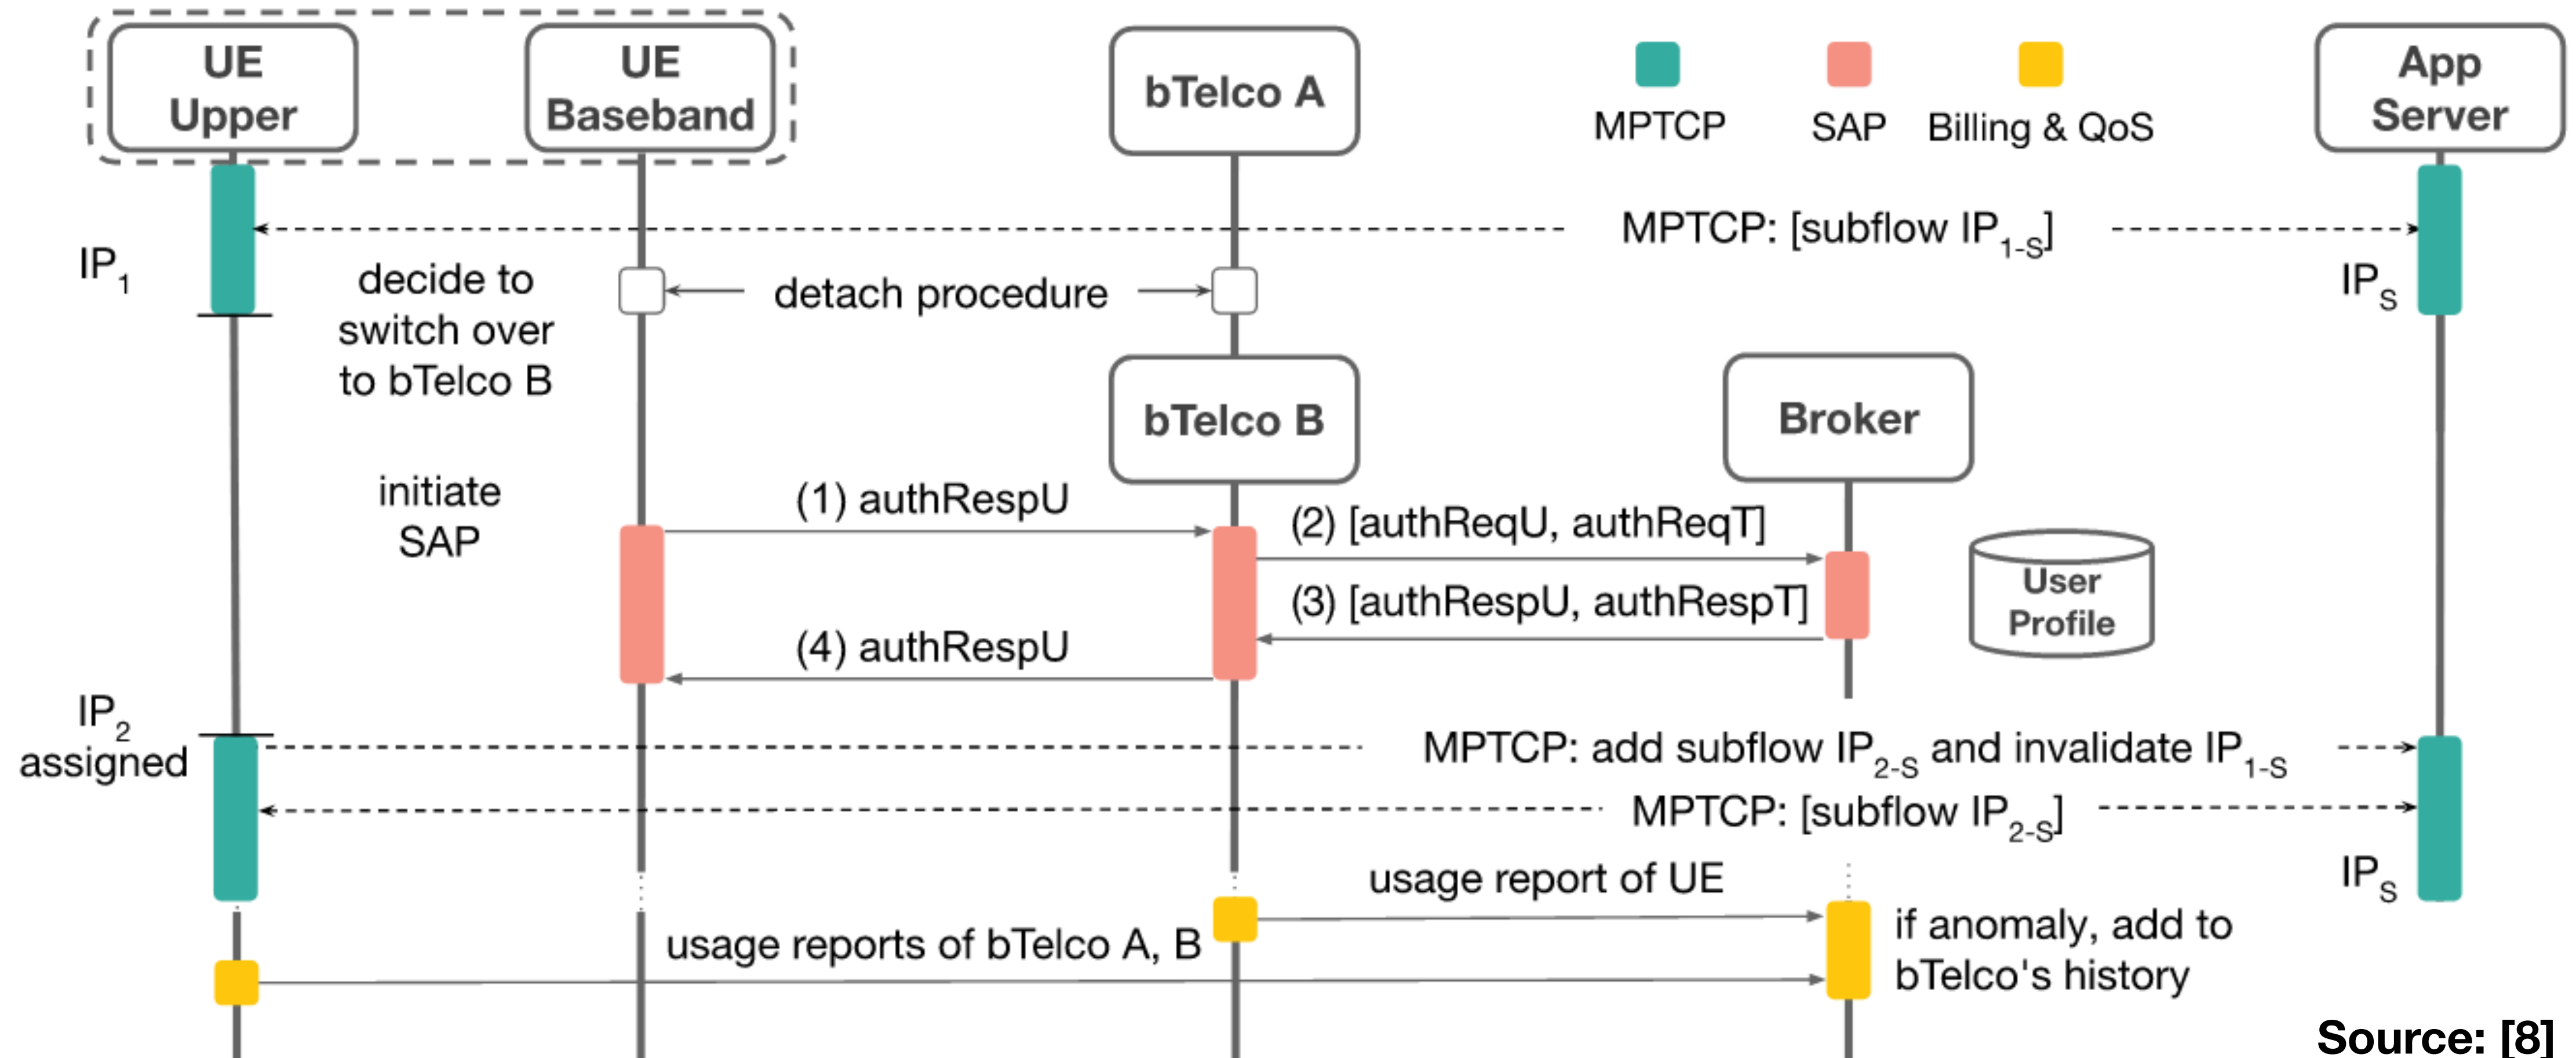 UE
Upper
UE
Baseband
bTelco A
MPTCP
SAP
Billing & QoS
App
Server
MPTCP: [subflow IP1-S]
IP1
IPS
decide to
switch over
to bTelco B
detach procedure
bTelco B
Broker
initiate
SAP
(1) authRespU
(2) [authReqU, authReqT]
(3) [authRespU, authRespT]
(4) authRespU
User
Profile
IP2
assigned
MPTCP: add subflow IP2-S and invalidate IP1-S
MPTCP: [subflow IP2-S]
IPS
usage report of UE
usage reports of bTelco A, B
if anomaly, add to
bTelco's history
Source: [8]